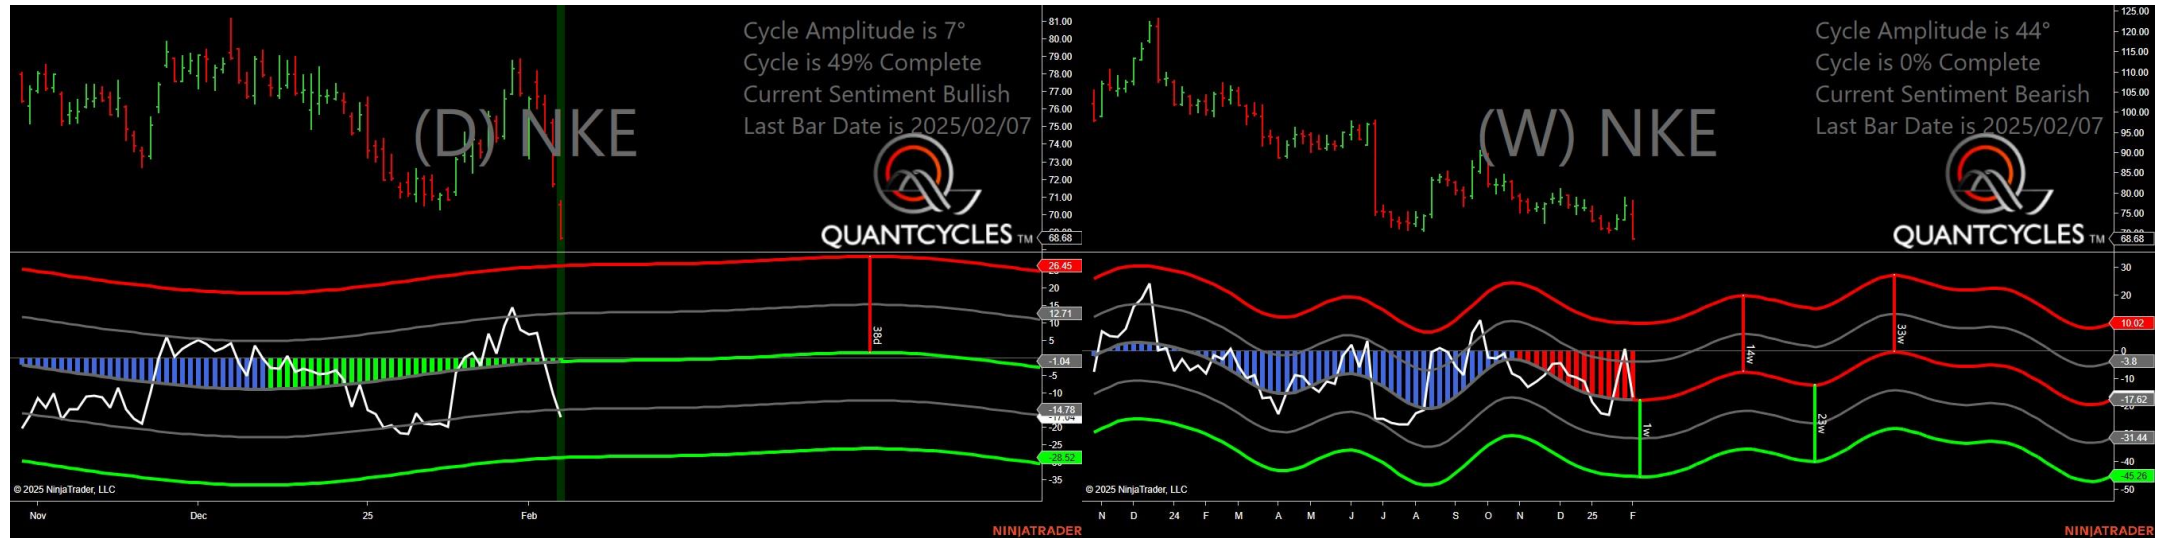 Cycle Amplitude is 7°
Cycle is 49% Complete
Current Sentiment Bullish
Last Bar Date is 2025/02/07
(D) NKE
QUANTCYCLES TM
81.00
79.00
78.00
77.00
76.00
75.00
74.00
73.00
72.00
71.00
70.00
68.68
26.45
20
15
12.71
10
5
-1.04
-5
-10
-14.78
-20
-25
-28.52
-35
38d
© 2025 NinjaTrader, LLC
Nov Dec 25 Feb
NINJATRADER
Cycle Amplitude is 44°
Cycle is 0% Complete
Current Sentiment Bearish
Last Bar Date is 2025/02/07
(W) NKE
QUANTCYCLES TM
125.00
120.00
115.00
110.00
105.00
100.00
95.00
90.00
85.00
80.00
75.00
68.68
30
20
10.02
0
-3.8
-10
-17.62
-31.44
-40
-45.26
-50
1w
14w
23w
33w
© 2025 NinjaTrader, LLC
N D 24 F M A M J J A S O N D 25 F
NINJATRADER